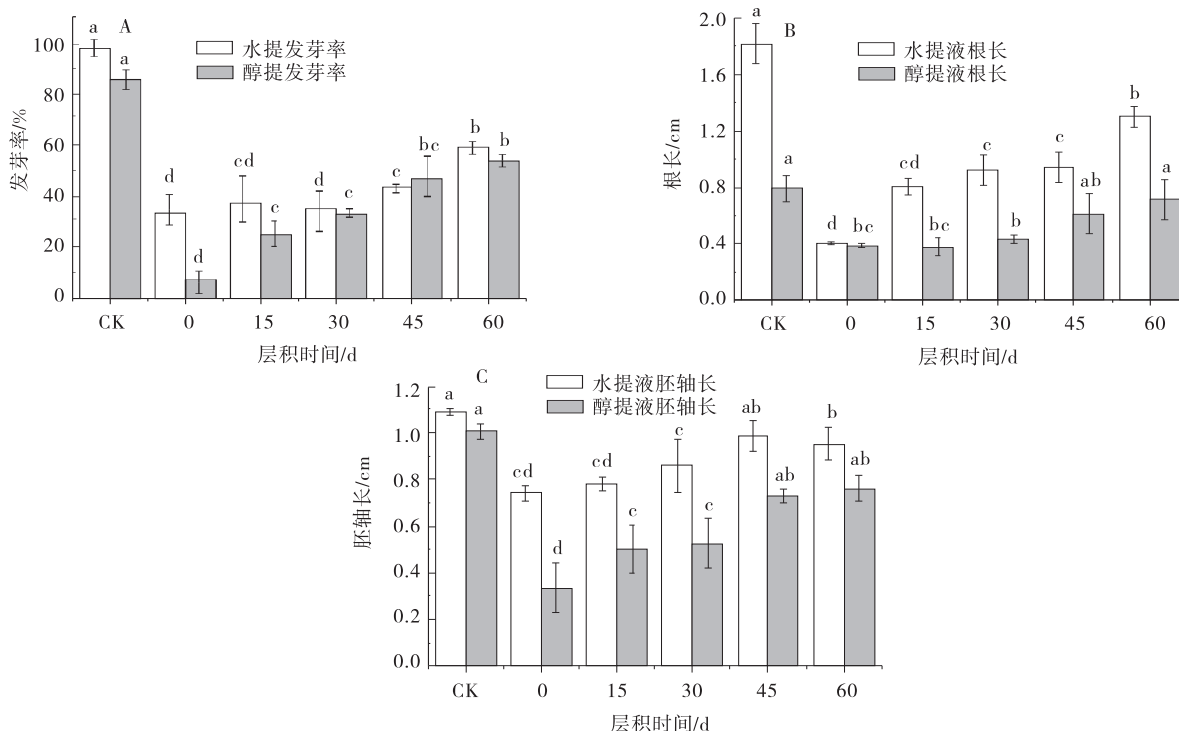 A
水提发芽率
醇提发芽率
发芽率/%
100
80
60
40
20
0
a
a
d
d
cd
c
d
c
c
bc
b
b
CK
0
15
30
45
60
层积时间/d
B
水提液根长
醇提液根长
根长/cm
2.0
1.6
1.2
0.8
0.4
0.0
a
a
d
bc
cd
bc
c
b
c
ab
b
a
CK
0
15
30
45
60
层积时间/d
C
水提液胚轴长
醇提液胚轴长
胚轴长/cm
1.2
1.0
0.8
0.6
0.4
0.2
0.0
a
a
cd
d
cd
c
c
c
ab
ab
b
ab
CK
0
15
30
45
60
层积时间/d